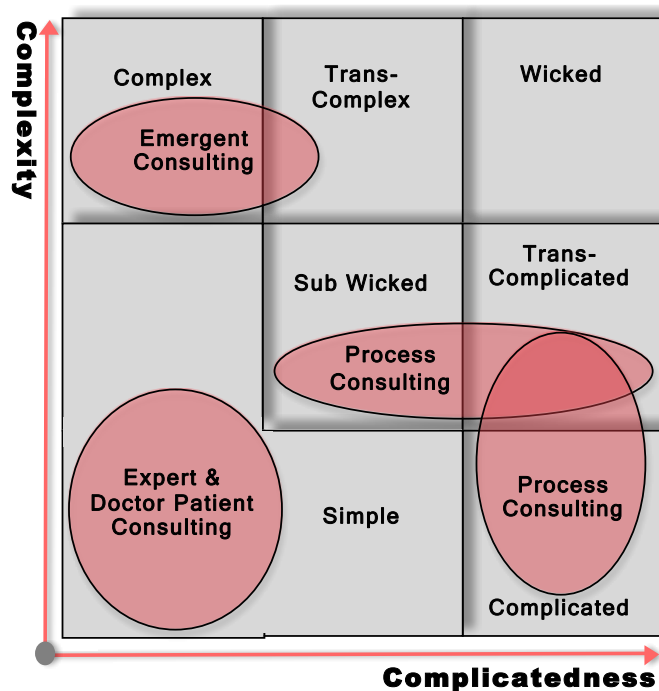 Complexity
Complex
Trans-
Complex
Wicked
Emergent
Consulting
Sub Wicked
Trans-
Complicated
Process
Consulting
Expert &
Doctor Patient
Consulting
Simple
Process
Consulting
Complicated
Complicatedness